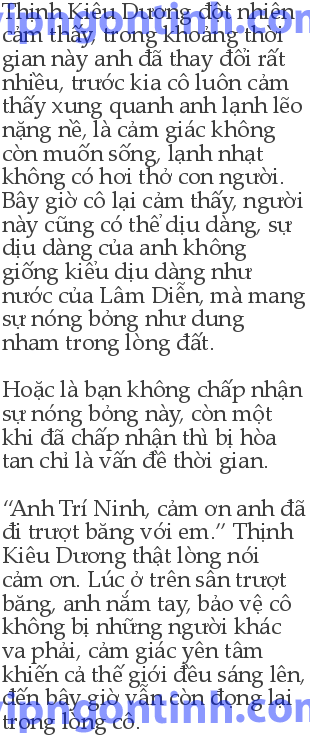 Thịnh Kiêu Dương đột nhiên
cảm thấy, trong khoảng thời
gian này anh đã thay đổi rất
nhiều, trước kia cô luôn cảm
thấy xung quanh anh lạnh lẽo
nặng nề, là cảm giác không
còn muốn sống, lạnh nhạt
không có hơi thở con người.
Bây giờ cô lại cảm thấy, người
này cũng có thể dịu dàng, sự
dịu dàng của anh không
giống kiểu dịu dàng như
nước của Lâm Diễn, mà mang
sự nóng bỏng như dung
nham trong lòng đất.
Hoặc là bạn không chấp nhận
sự nóng bỏng này, còn một
khi đã chấp nhận thì bị hòa
tan chỉ là vấn đề thời gian.
“Anh Trí Ninh, cảm ơn anh đã
đi trượt băng với em.” Thịnh
Kiêu Dương thật lòng nói
cảm ơn. Lúc ở trên sân trượt
băng, anh nắm tay, bảo vệ cô
không bị những người khác
va phải, cảm giác yên tâm
khiến cả thế giới đều sáng lên,
đến bây giờ vẫn còn đọng lại
trong lòng cô.
vipngontinh.com
vipngontinh.com